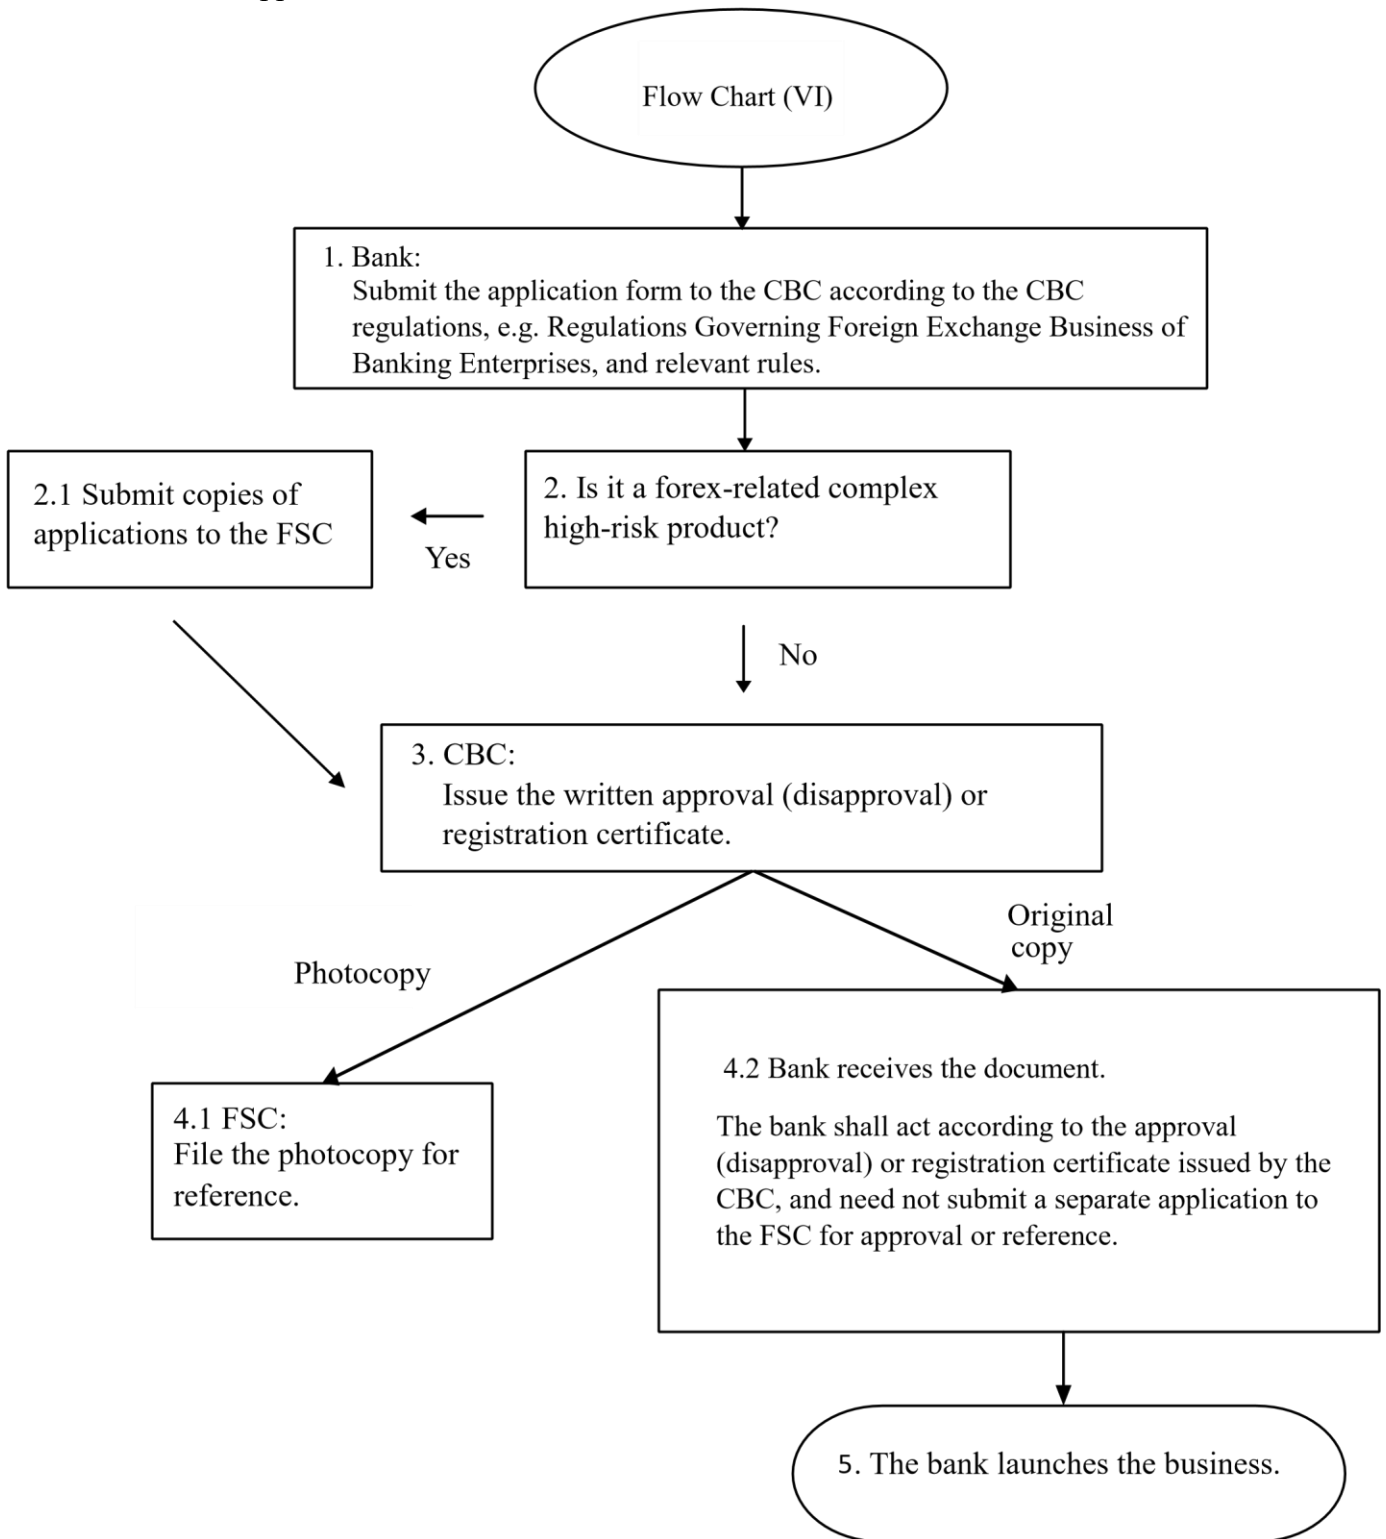 Flow Chart (VI)
1. Bank:
Submit the application form to the CBC according to the CBC
regulations, e.g. Regulations Governing Foreign Exchange Business of
Banking Enterprises, and relevant rules.
2.1 Submit copies of
applications to the FSC
Yes
2. Is it a forex-related complex
high-risk product?
No
3. CBC:
Issue the written approval (disapproval) or
registration certificate.
Photocopy
Original
copy
4.1 FSC:
File the photocopy for
reference.
4.2 Bank receives the document.
The bank shall act according to the approval
(disapproval) or registration certificate issued by the
CBC, and need not submit a separate application to
the FSC for approval or reference.
5. The bank launches the business.